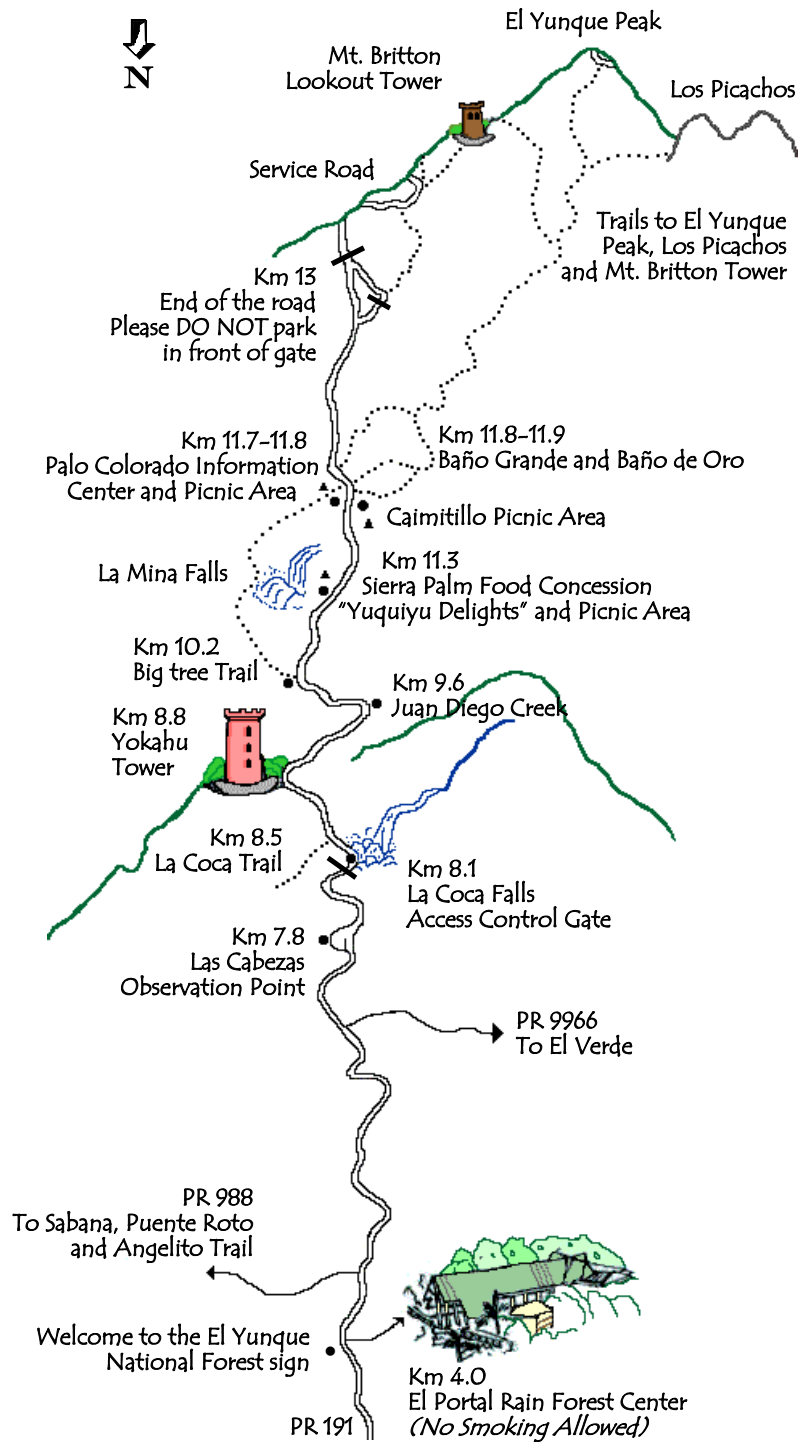 El Yunque Peak
N
Mt. Britton
Lookout Tower
Los Picachos
Service Road
Trails to El Yunque
Peak, Los Picachos
and Mt. Britton Tower
Km 13
End of the road
Please DO NOT park
in front of gate
Km 11.7-11.8
Palo Colorado Information
Center and Picnic Area
Km 11.8-11.9
Baño Grande and Baño de Oro
Caimitillo Picnic Area
La Mina Falls
Km 11.3
Sierra Palm Food Concession
"Yuquiyu Delights" and Picnic Area
Km 10.2
Big tree Trail
Km 9.6
Juan Diego Creek
Km 8.8
Yokahu
Tower
Km 8.5
La Coca Trail
Km 8.1
La Coca Falls
Access Control Gate
Km 7.8
Las Cabezas
Observation Point
PR 9966
To El Verde
PR 988
To Sabana, Puente Roto
and Angelito Trail
Welcome to the El Yunque
National Forest sign
Km 4.0
El Portal Rain Forest Center
(No Smoking Allowed)
PR 191